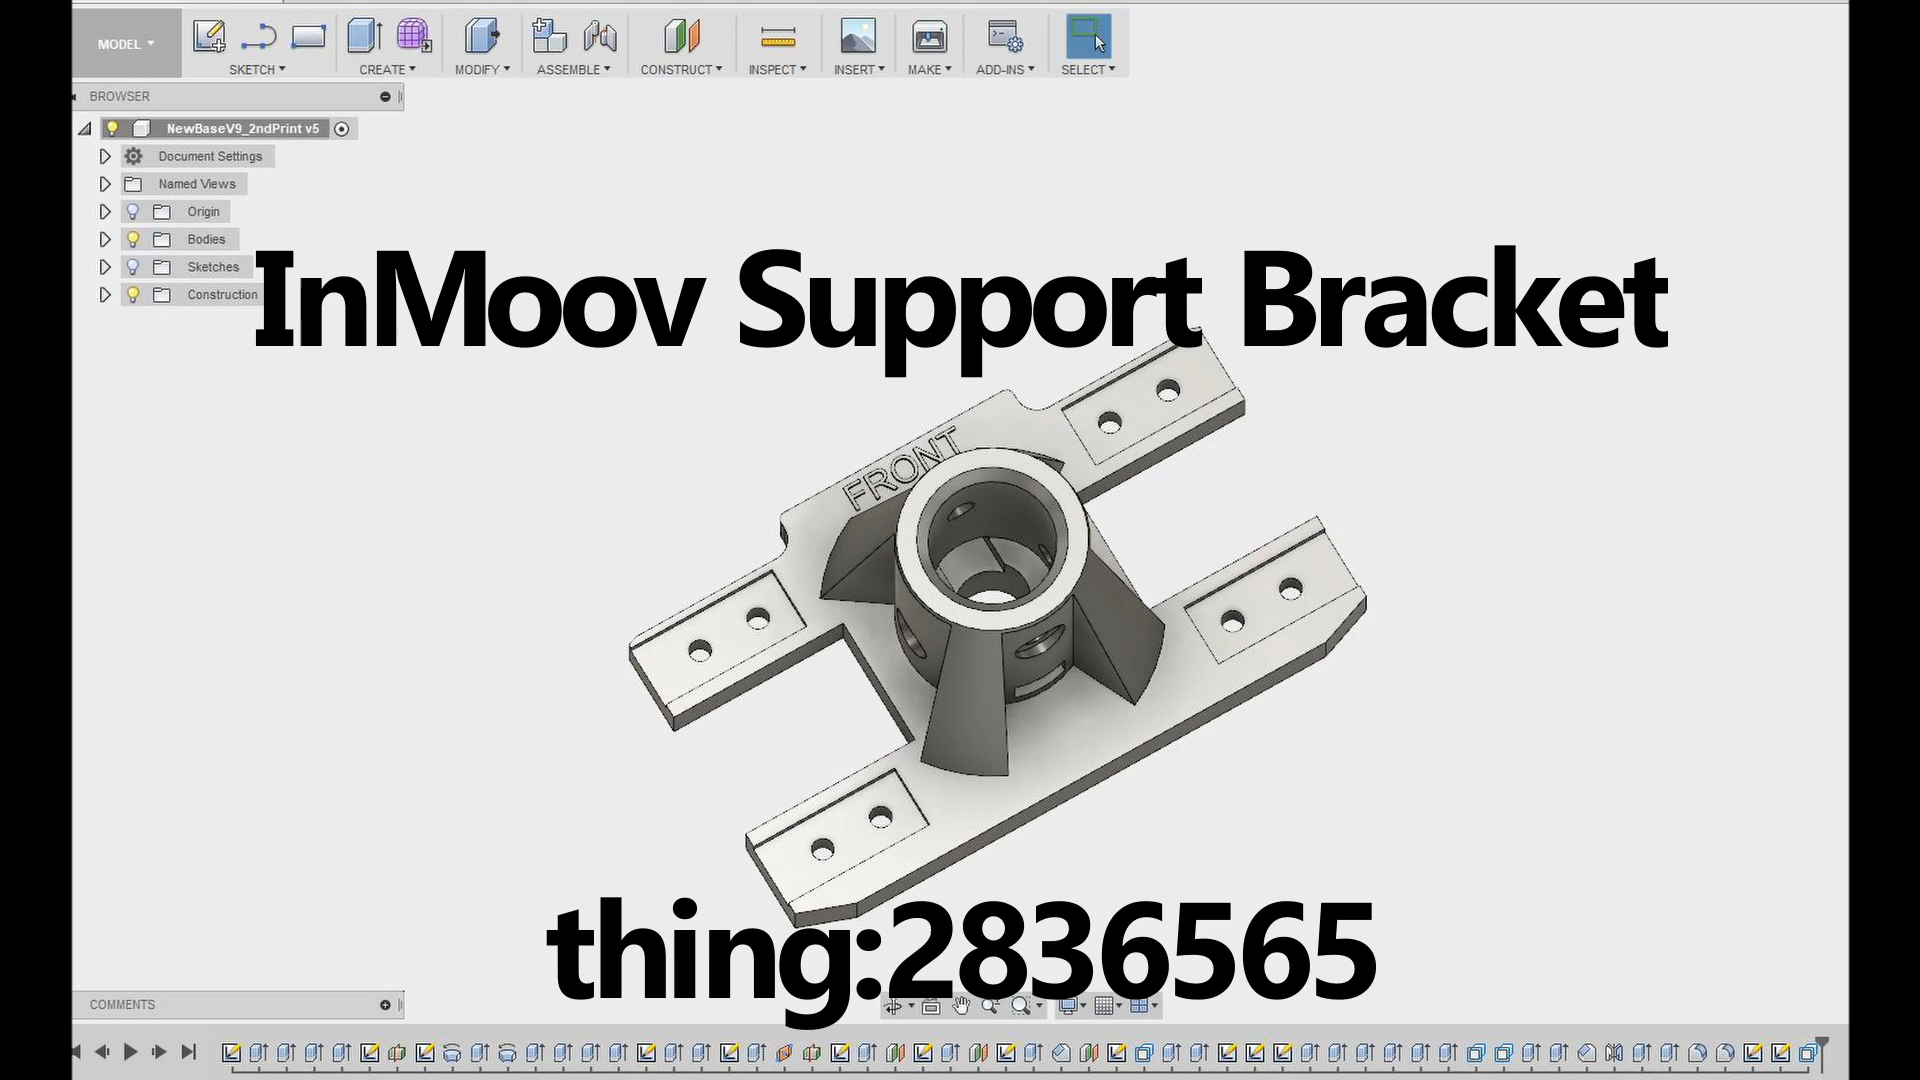 MODEL
SKETCH
CREATE
MODIFY
ASSEMBLE
CONSTRUCT
INSPECT
INSERT
MAKE
ADD-INS
SELECT
BROWSER
NewBaseV9_2ndPrint v5
Document Settings
Named Views
Origin
Bodies
Sketches
Construction
InMoov Support Bracket
FRONT
thing:2836565
COMMENTS